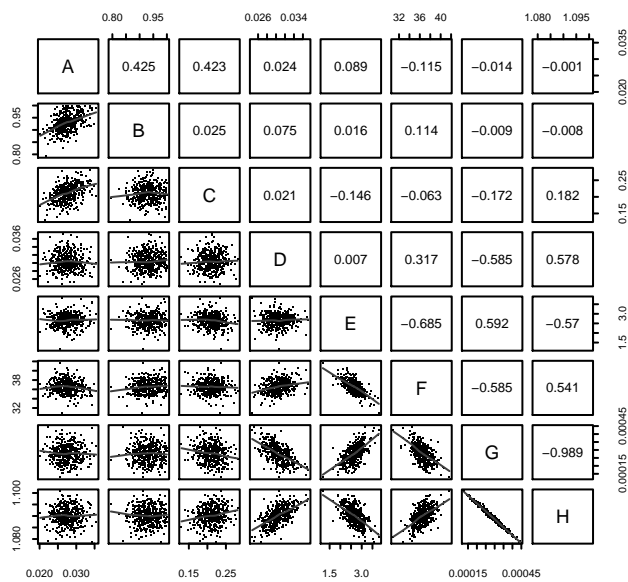 0.80 0.95 0.026 0.034 32 36 40 1.080 1.095
A 0.425 0.423 0.024 0.089 −0.115 −0.014 −0.001
0.020 0.035
0.80 0.95
B 0.025 0.075 0.016 0.114 −0.009 −0.008
C 0.021 −0.146 −0.063 −0.172 0.182
0.15 0.25
0.026 0.036
D 0.007 0.317 −0.585 0.578
E 0.592 −0.685 −0.57
1.5 3.0
32 38
F −0.585 0.541
G −0.989
0.00015 0.00045
1.080 1.100
H
0.020 0.030 0.15 0.25 1.5 3.0 0.00015 0.00045